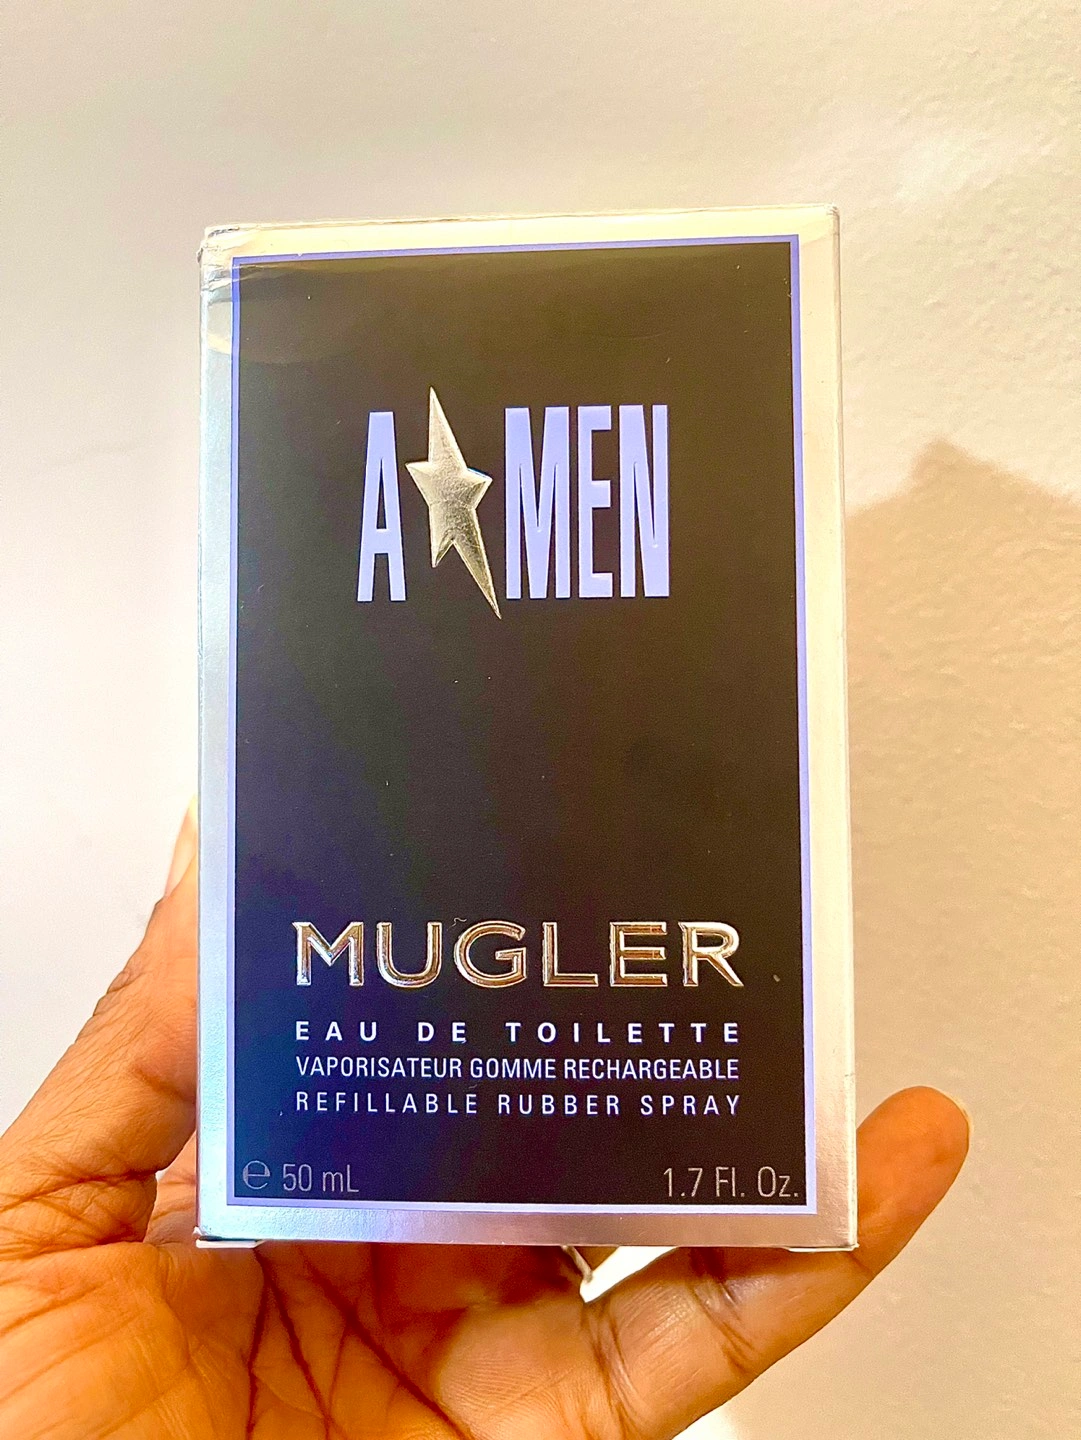 A MEN
MUGLER
EAU DE TOILETTE
VAPORISATEUR GOMME RECHARGEABLE
REFILLABLE RUBBER SPRAY
℮ 50 mL 1.7 Fl. Oz.